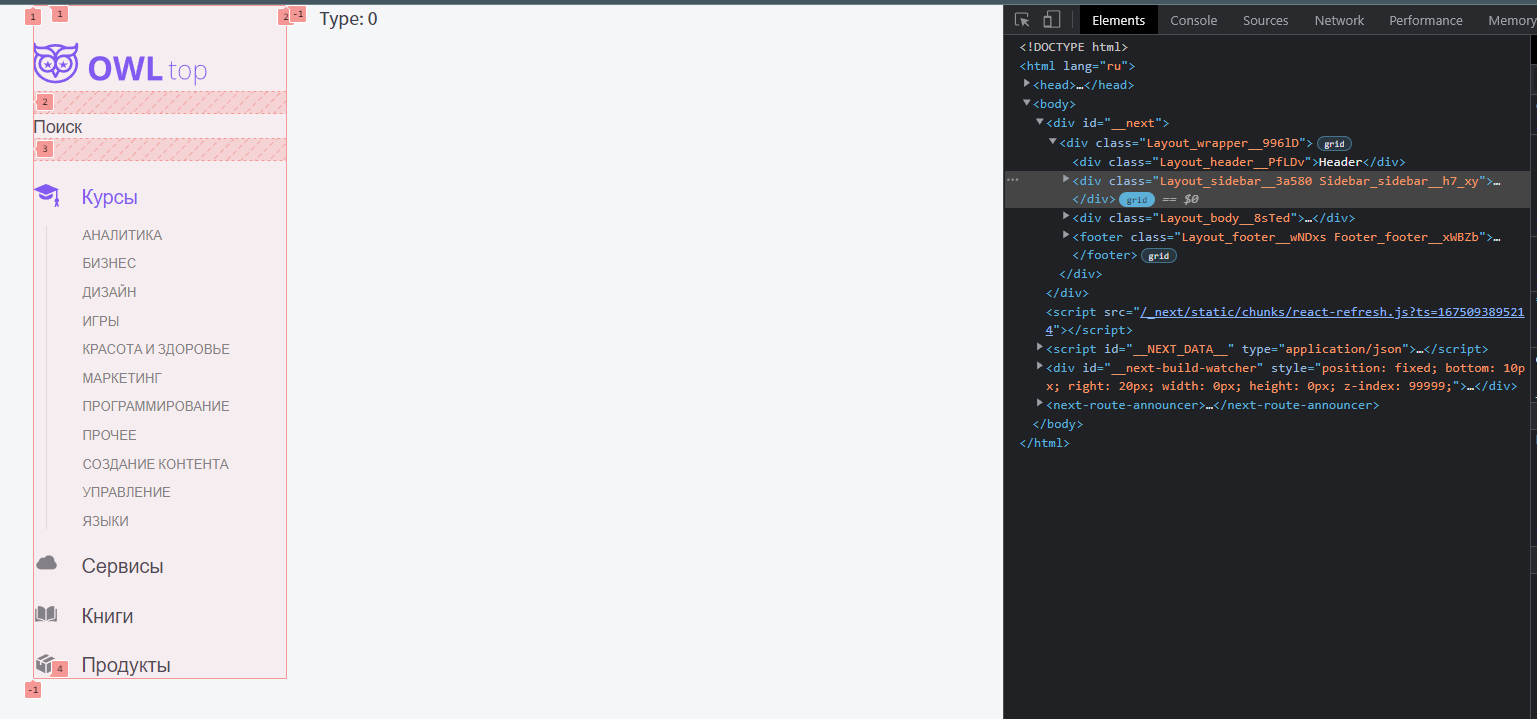 1 1 2 -1
Type: 0
OWL top
2
Поиск
3
Курсы
АНАЛИТИКА
БИЗНЕС
ДИЗАЙН
ИГРЫ
КРАСОТА И ЗДОРОВЬЕ
МАРКЕТИНГ
ПРОГРАММИРОВАНИЕ
ПРОЧЕЕ
СОЗДАНИЕ КОНТЕНТА
УПРАВЛЕНИЕ
ЯЗЫКИ
Сервисы
Книги
4 Продукты
-1
Elements Console Sources Network Performance Memory
<!DOCTYPE html>
<html lang="ru">
<head>…</head>
<body>
<div id="__next">
<div class="Layout_wrapper__996lD"> grid
<div class="Layout_header__PfLDv">Header</div>
<div class="Layout_sidebar__3a580 Sidebar_sidebar__h7_xy">…
</div> grid == $0
<div class="Layout_body__8sTed">…</div>
<footer class="Layout_footer__wNDxs Footer_footer__xWBZb">…
</footer> grid
</div>
</div>
<script src="/_next/static/chunks/react-refresh.js?ts=167509389521
4"></script>
<script id="__NEXT_DATA__" type="application/json">…</script>
<div id="__next-build-watcher" style="position: fixed; bottom: 10p
x; right: 20px; width: 0px; height: 0px; z-index: 99999;">…</div>
<next-route-announcer>…</next-route-announcer>
</body>
</html>